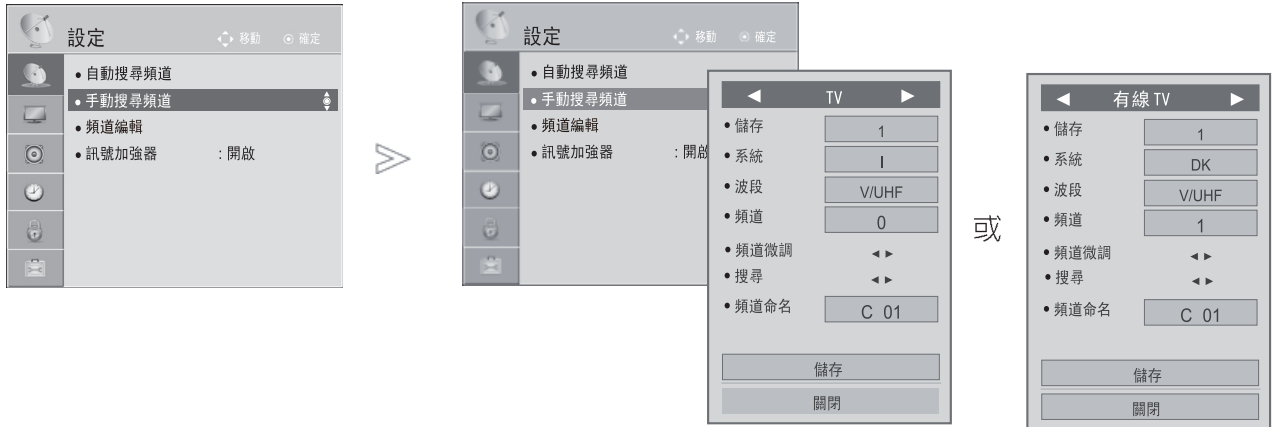 設定 移動 確定
• 自動搜尋頻道
• 手動搜尋頻道
• 頻道編輯
• 訊號加強器 : 開啟
設定 移動 確定
• 自動搜尋頻道
• 手動搜尋頻道
• 頻道編輯
• 訊號加強器 : 開啟
◀ TV ▶
• 儲存 1
• 系統 I
• 波段 V/UHF
• 頻道 0
• 頻道微調 ◀ ▶
• 搜尋 ◀ ▶
• 頻道命名 C 01
儲存
關閉
或
◀ 有線 TV ▶
• 儲存 1
• 系統 DK
• 波段 V/UHF
• 頻道 1
• 頻道微調 ◀ ▶
• 搜尋 ◀ ▶
• 頻道命名 C 01
儲存
關閉